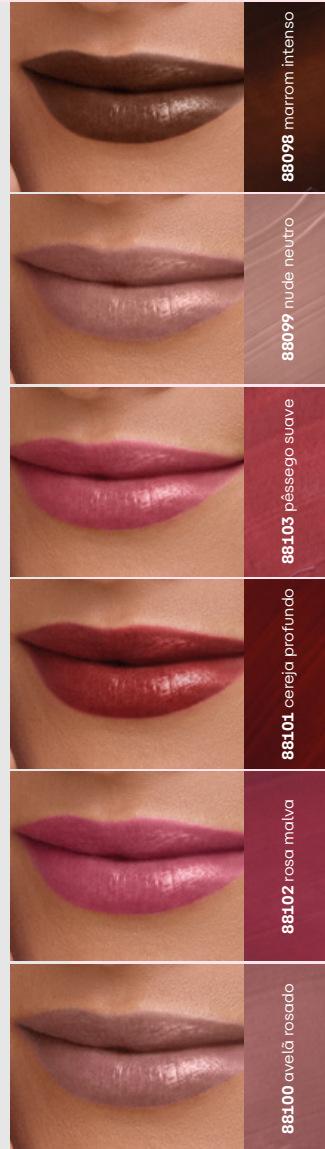 88098 marrom intenso
88099 nude neutro
88103 pêssego suave
88101 cereja profundo
88102 rosa malva
88100 avelã rosado